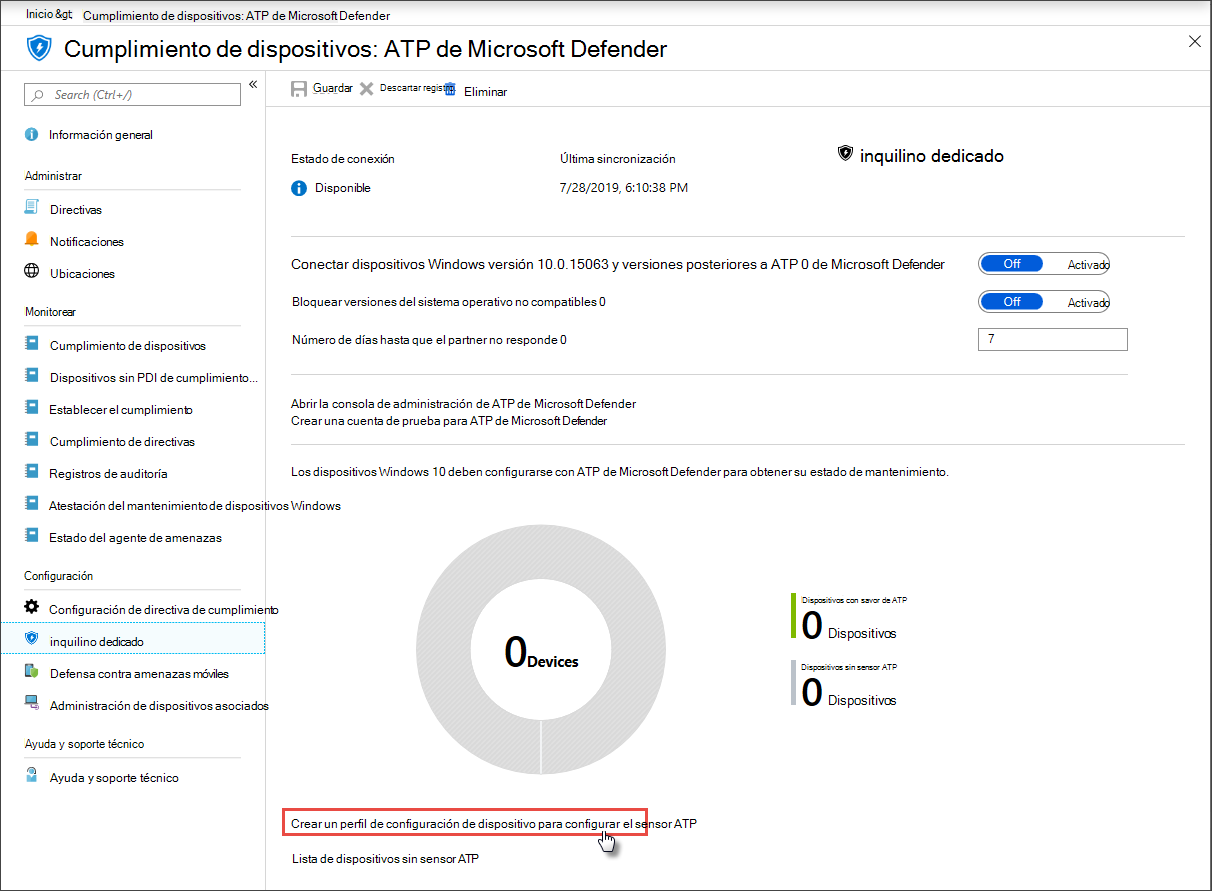 Inicio &gt; Cumplimiento de dispositivos: ATP de Microsoft Defender
Cumplimiento de dispositivos: ATP de Microsoft Defender
Search (Ctrl+/)
«
Guardar
Descartar registro.
Eliminar
Información general
Administrar
Directivas
Notificaciones
Ubicaciones
Monitorear
Cumplimiento de dispositivos
Dispositivos sin PDI de cumplimiento...
Establecer el cumplimiento
Cumplimiento de directivas
Registros de auditoría
Atestación del mantenimiento de dispositivos Windows
Estado del agente de amenazas
Configuración
Configuración de directiva de cumplimiento
inquilino dedicado
Defensa contra amenazas móviles
Administración de dispositivos asociados
Ayuda y soporte técnico
Ayuda y soporte técnico
Estado de conexión
Disponible
Última sincronización
7/28/2019, 6:10:38 PM
inquilino dedicado
Conectar dispositivos Windows versión 10.0.15063 y versiones posteriores a ATP 0 de Microsoft Defender
Off Activado
Bloquear versiones del sistema operativo no compatibles 0
Off Activado
Número de días hasta que el partner no responde 0
7
Abrir la consola de administración de ATP de Microsoft Defender
Crear una cuenta de prueba para ATP de Microsoft Defender
Los dispositivos Windows 10 deben configurarse con ATP de Microsoft Defender para obtener su estado de mantenimiento.
0 Devices
Dispositivos con savor de ATP
0 Dispositivos
Dispositivos sin sensor ATP
0 Dispositivos
Crear un perfil de configuración de dispositivo para configurar el sensor ATP
Lista de dispositivos sin sensor ATP